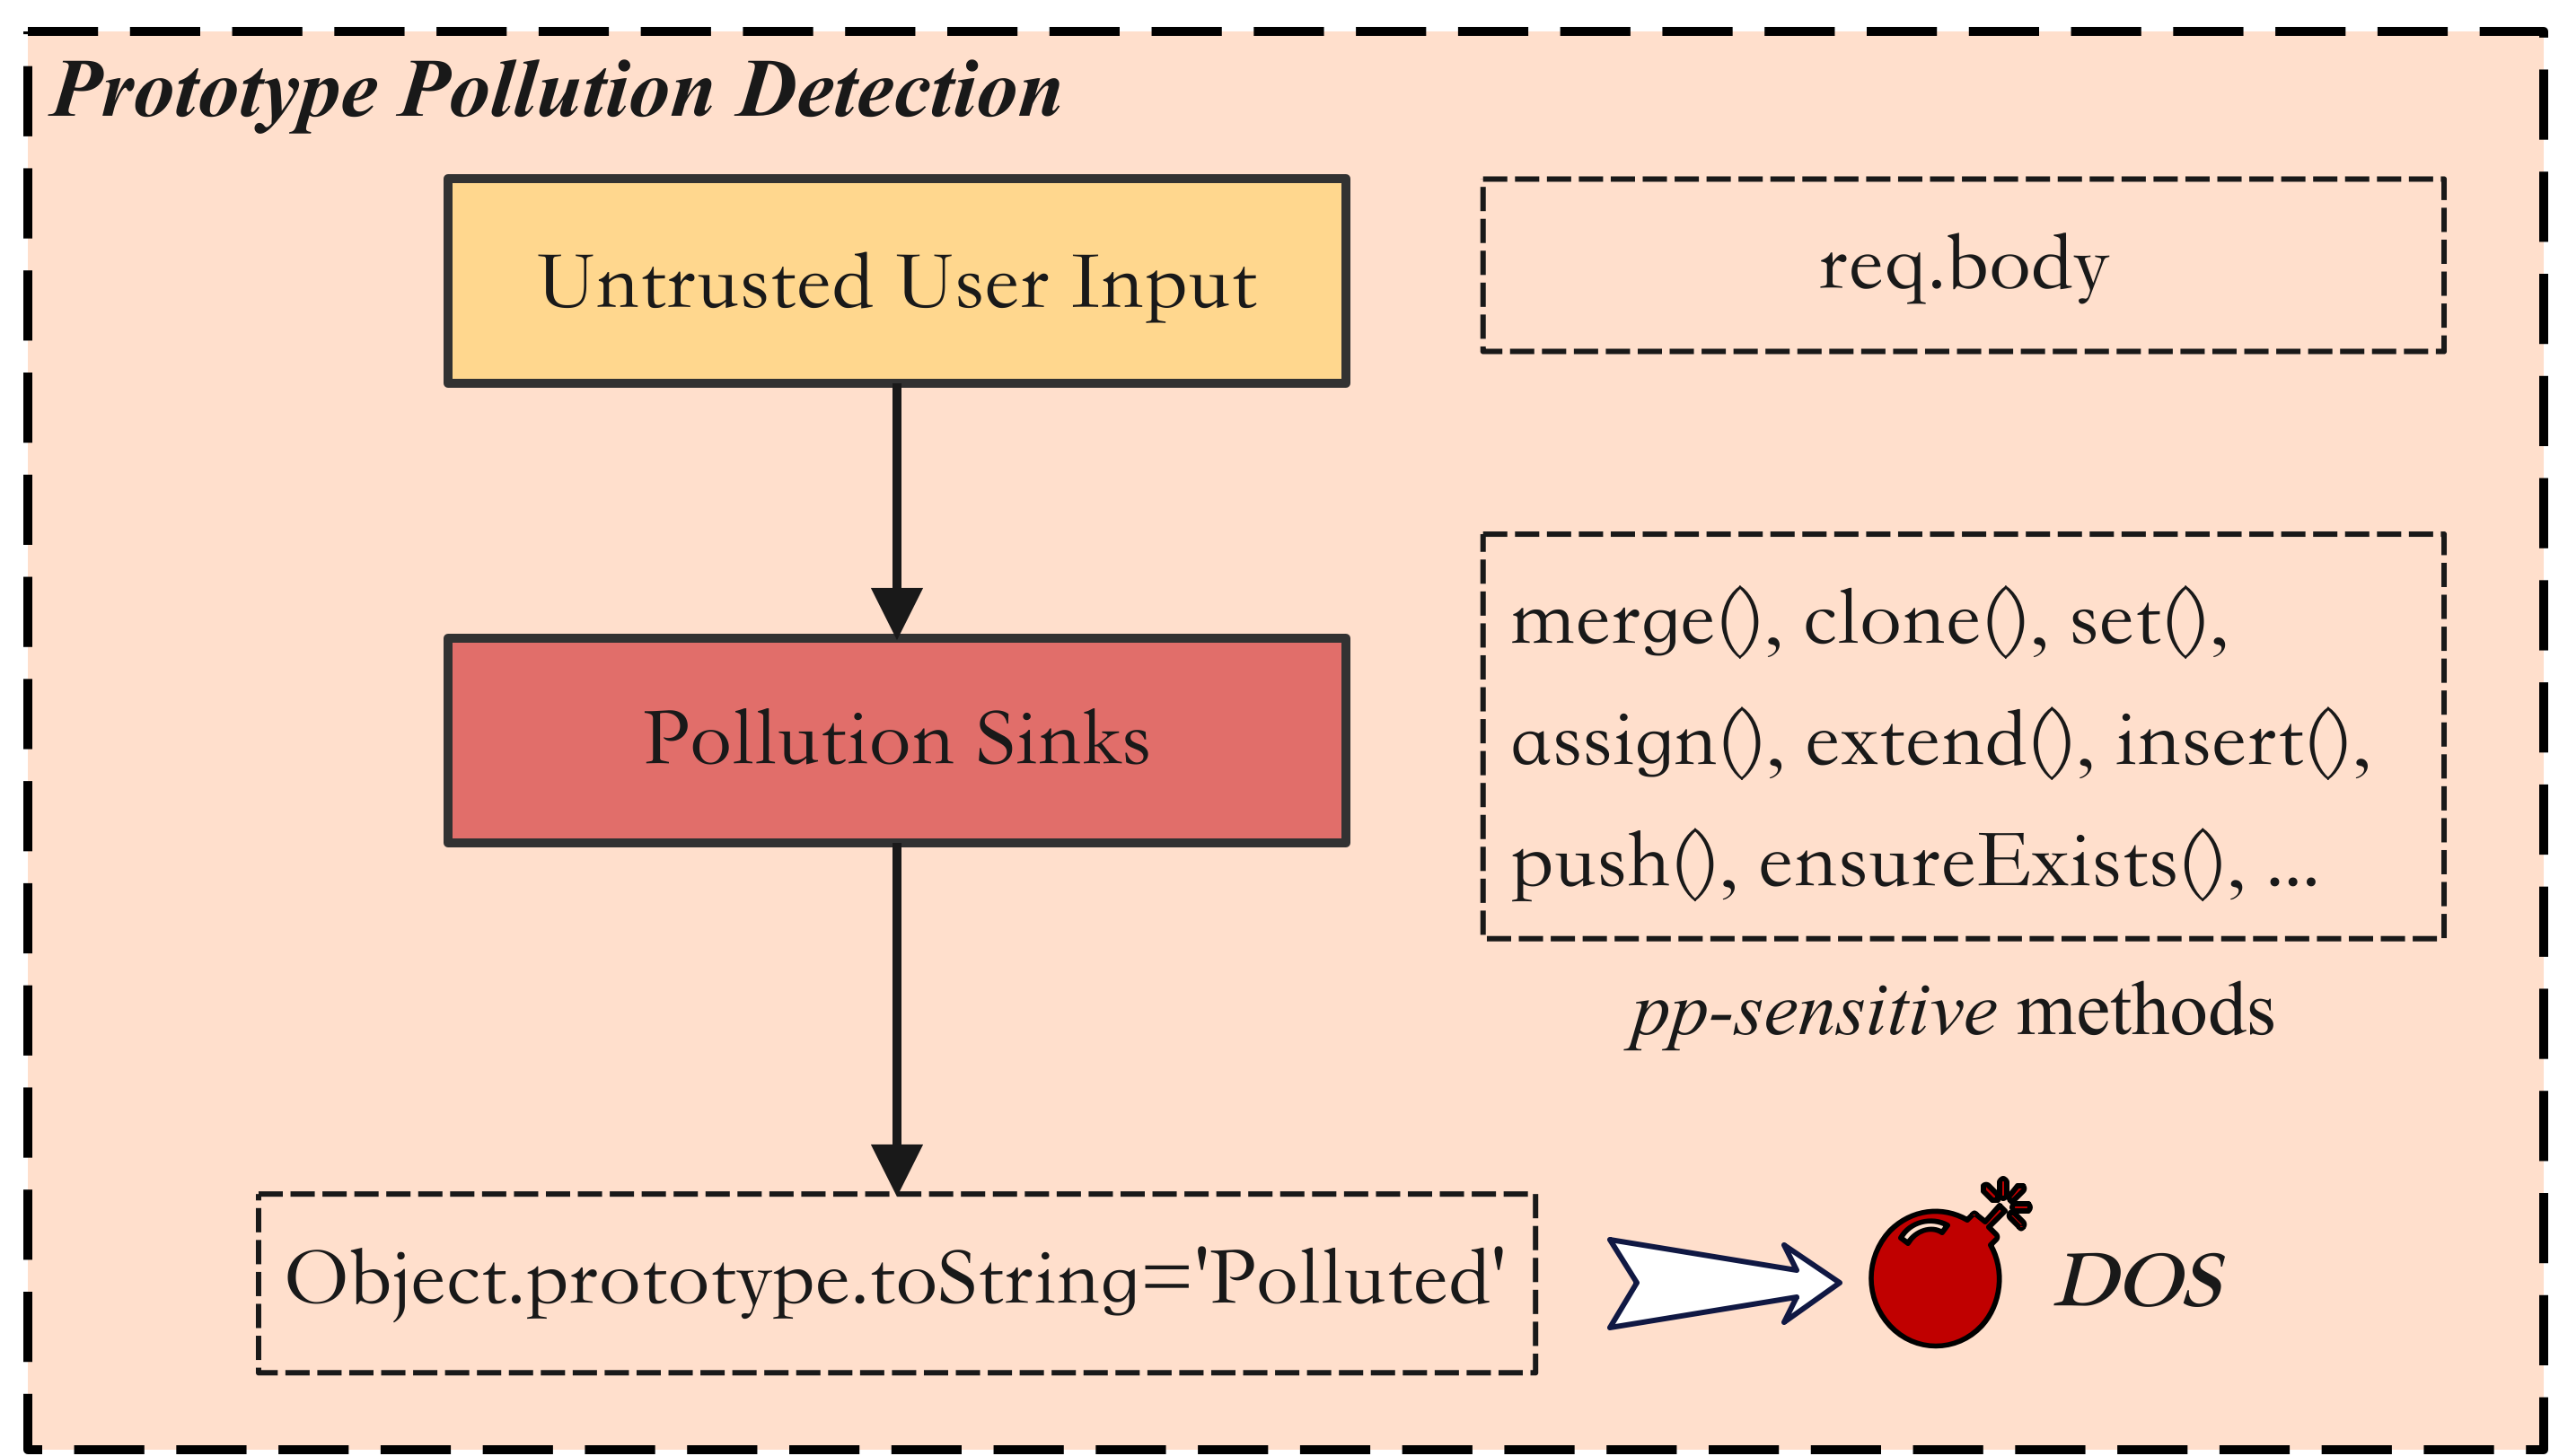 Prototype Pollution Detection
Untrusted User Input
req.body
Pollution Sinks
merge(), clone(), set(),
assign(), extend(), insert(),
push(), ensureExists(), ...
pp-sensitive methods
Object.prototype.toString='Polluted'
DOS